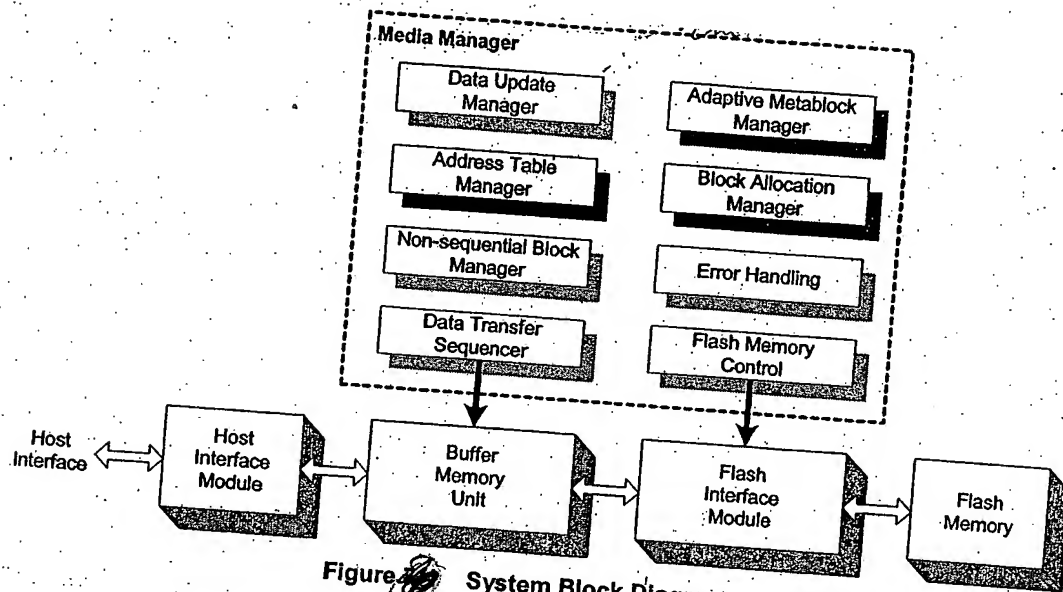 Media Manager
Data Update
Manager
Adaptive Metablock
Manager
Address Table
Manager
Block Allocation
Manager
Non-sequential Block
Manager
Error Handling
Data Transfer
Sequencer
Flash Memory
Control
Host
Interface
Host
Interface
Module
Buffer
Memory
Unit
Flash
Interface
Module
Flash
Memory
Figure System Block